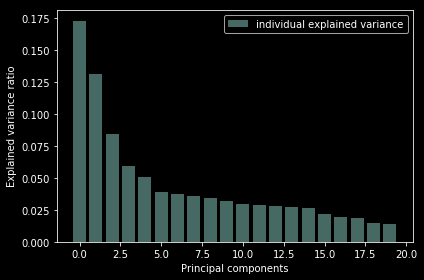 individual explained variance
0.175
0.150
0.125
0.100
0.075
0.050
0.025
0.000
Explained variance ratio
0.0 2.5 5.0 7.5 10.0 12.5 15.0 17.5 20.0
Principal components